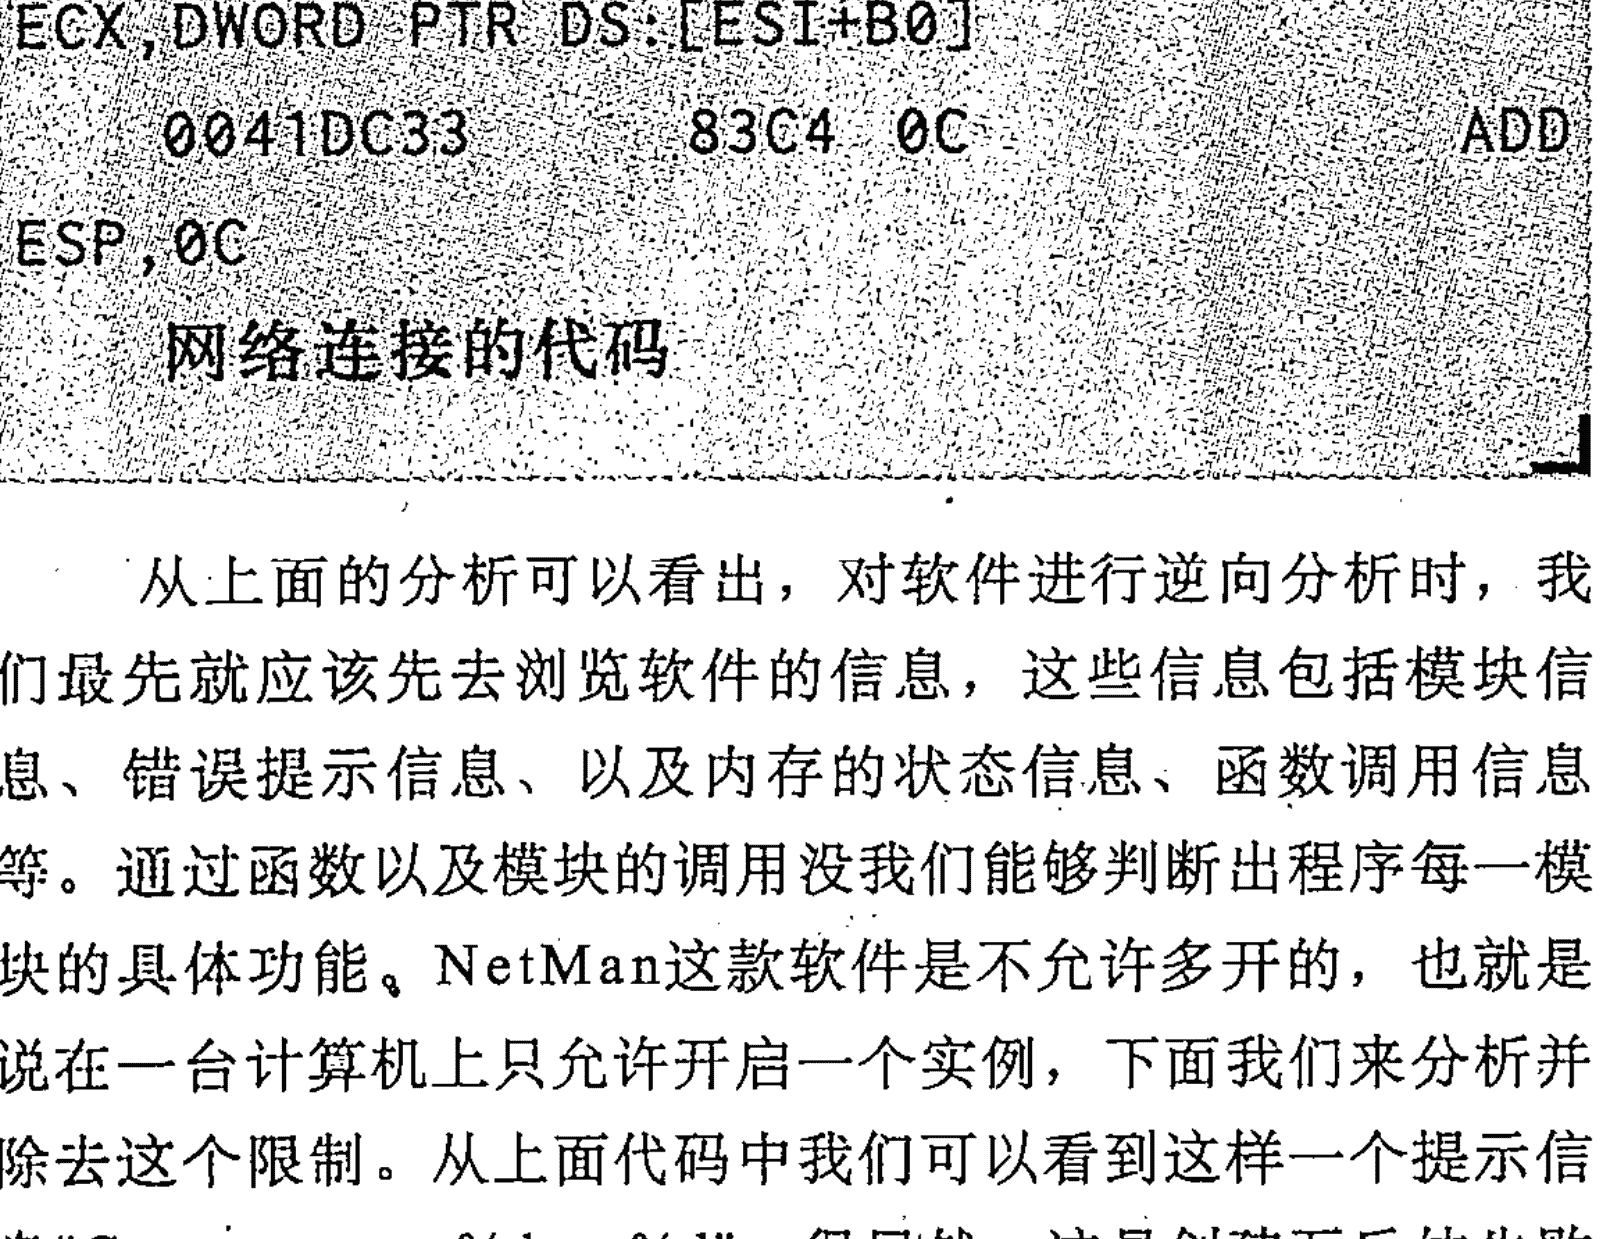 ECX,DWORD PTR DS:[ESI+B0]
0041DC33 83C4 0C ADD
ESP,0C
网络连接的代码
从上面的分析可以看出，对软件进行逆向分析时，我
们最先就应该先去浏览软件的信息，这些信息包括模块信
息、错误提示信息、以及内存的状态信息、函数调用信息
等。通过函数以及模块的调用没我们能够判断出程序每一模
块的具体功能。NetMan这款软件是不允许多开的，也就是
说在一台计算机上只允许开启一个实例，下面我们来分析并
除去这个限制。从上面代码中我们可以看到这样一个提示信